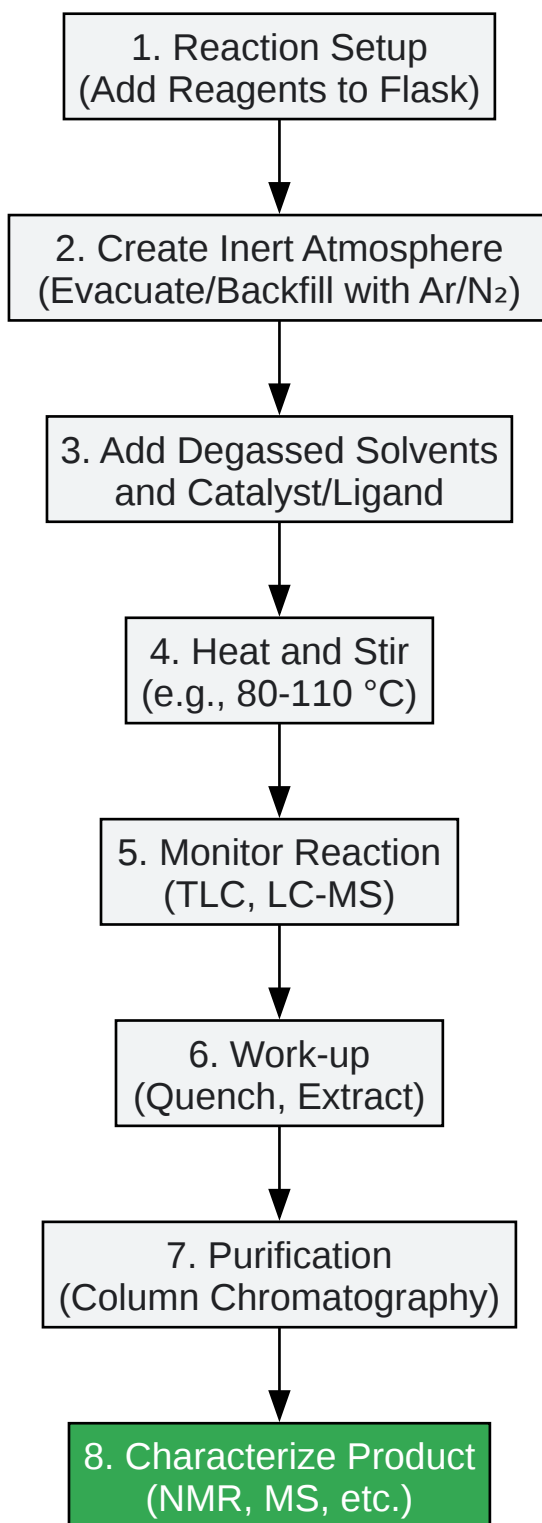 1. Reaction Setup
(Add Reagents to Flask)
2. Create Inert Atmosphere
(Evacuate/Backfill with Ar/N₂)
3. Add Degassed Solvents
and Catalyst/Ligand
4. Heat and Stir
(e.g., 80-110 °C)
5. Monitor Reaction
(TLC, LC-MS)
6. Work-up
(Quench, Extract)
7. Purification
(Column Chromatography)
8. Characterize Product
(NMR, MS, etc.)